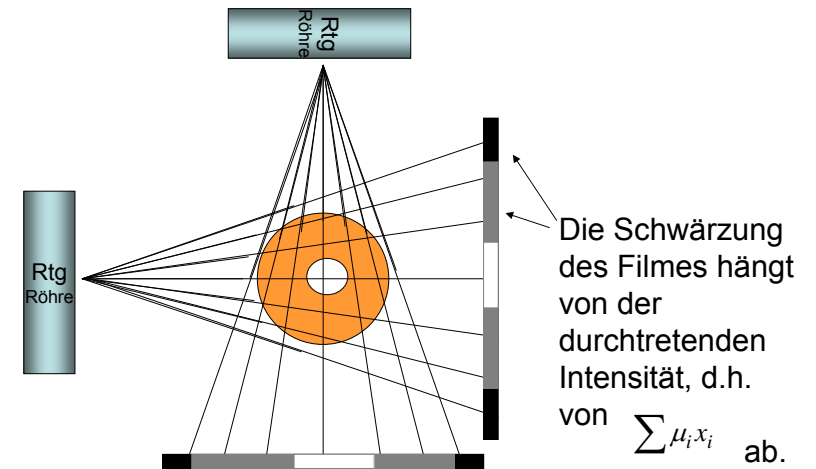 Rtg
Röhre
Rtg
Röhre
Die Schwärzung
des Filmes hängt
von der
durchtretenden
Intensität, d.h.
von ∑ μᵢxᵢ ab.